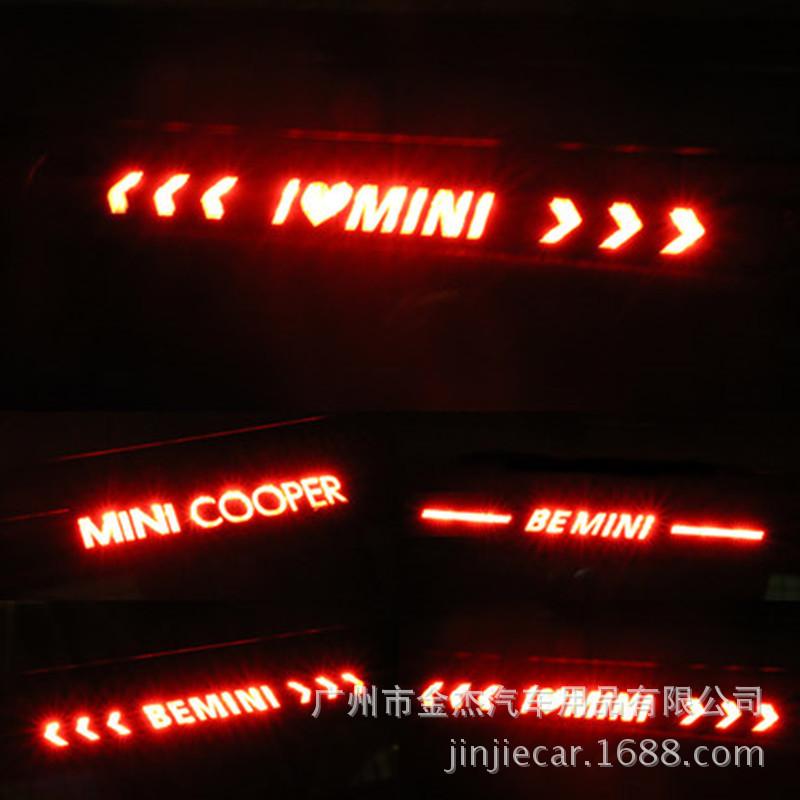 <<< I❤MINI >>>
MINI COOPER
— BE MINI —
<<< BEMINI >>>
<<< I❤MINI >>>
广州市金杰汽车用品有限公司
jinjiecar.1688.com